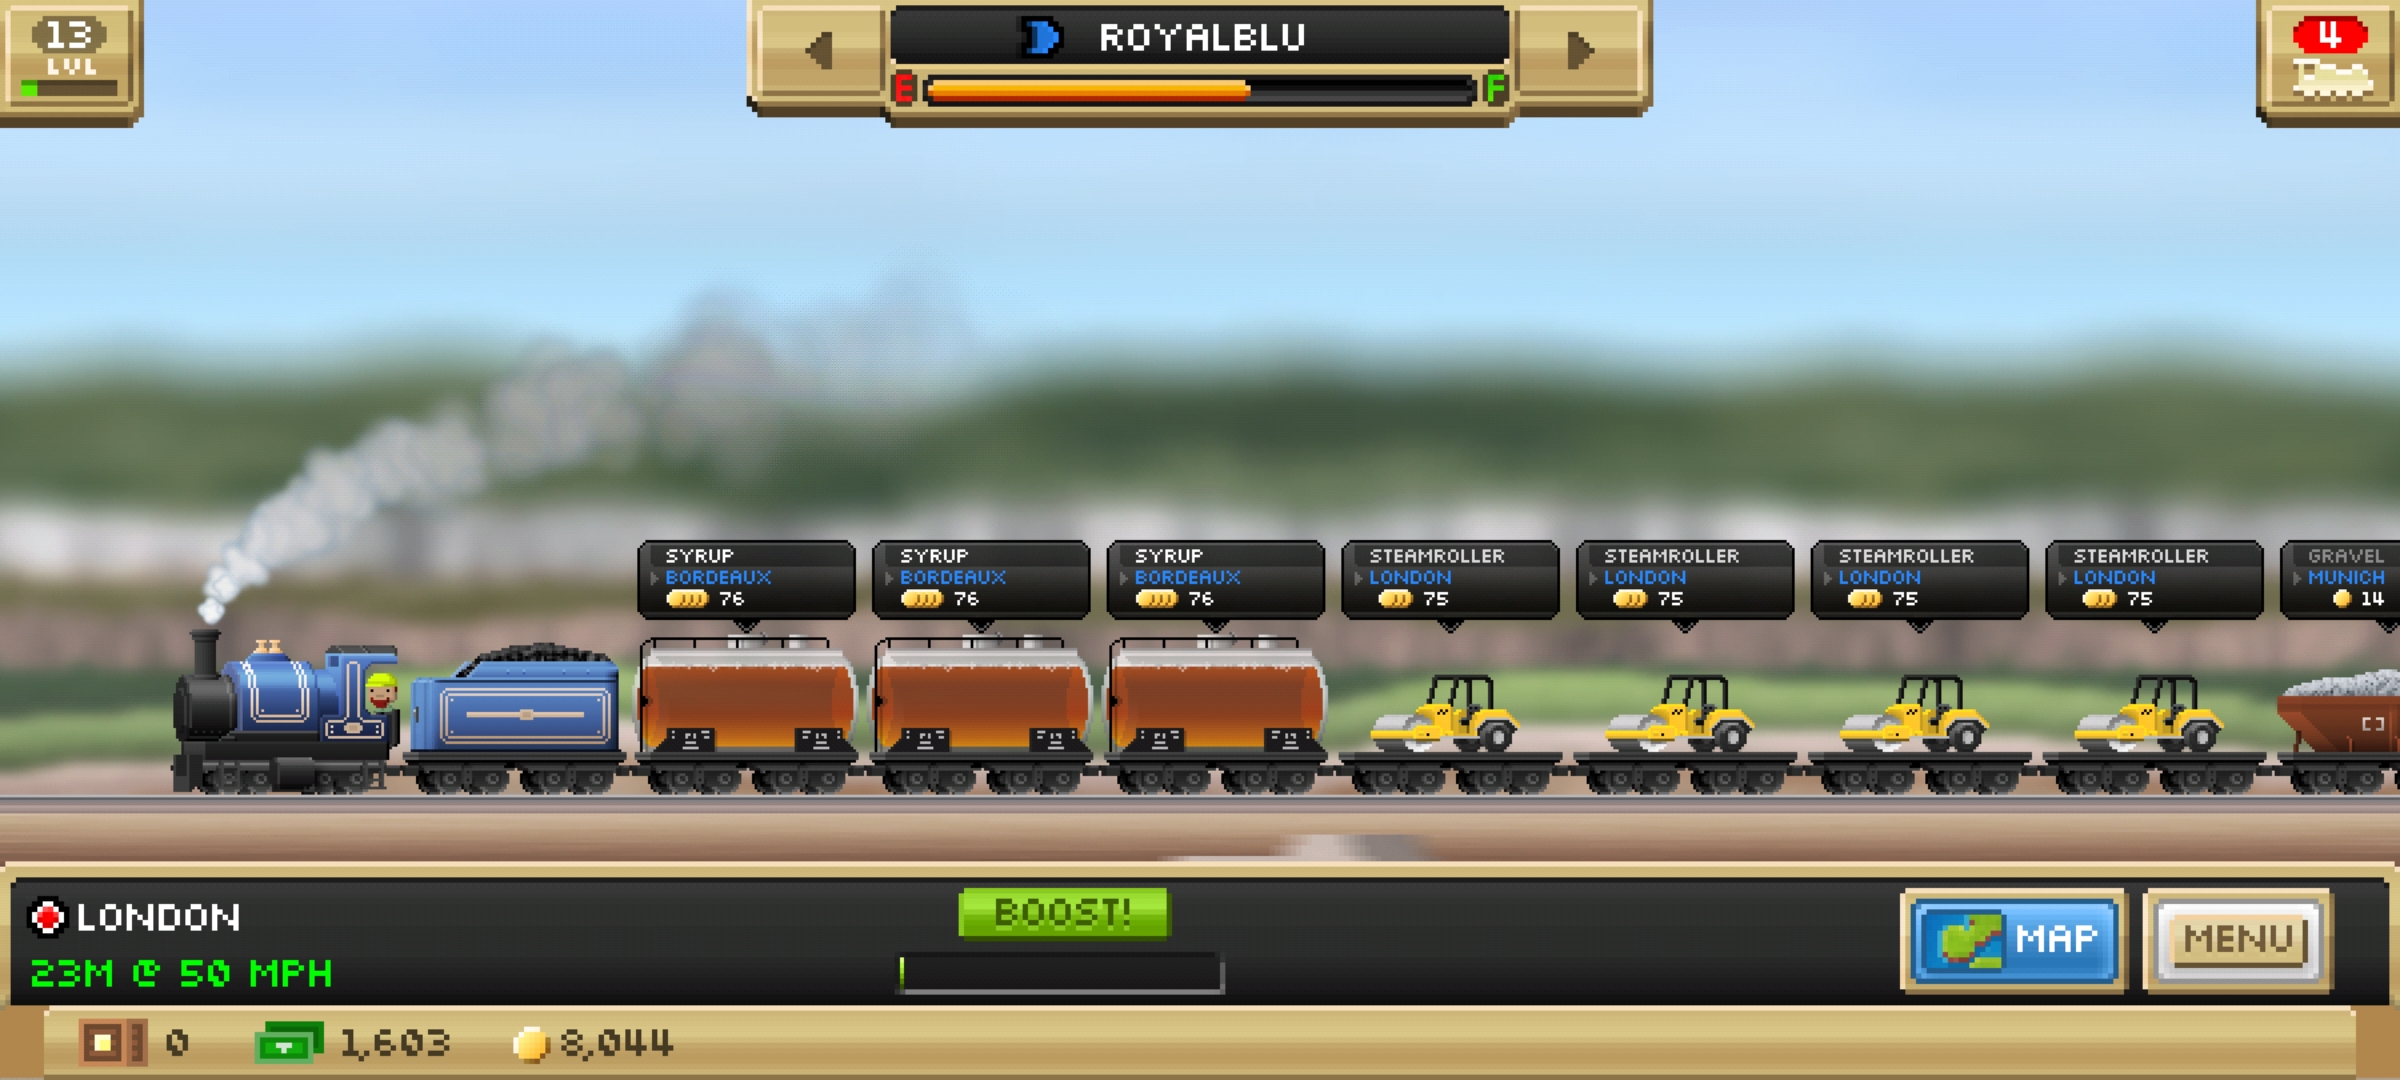 13
LVL
ROYALBLU
E F
4
SYRUP
BORDEAUX
76
SYRUP
BORDEAUX
76
SYRUP
BORDEAUX
76
STEAMROLLER
LONDON
75
STEAMROLLER
LONDON
75
STEAMROLLER
LONDON
75
STEAMROLLER
LONDON
75
GRAVEL
MUNICH
14
LONDON
23M @ 50 MPH
BOOST!
MAP
MENU
0
1,603
8,044